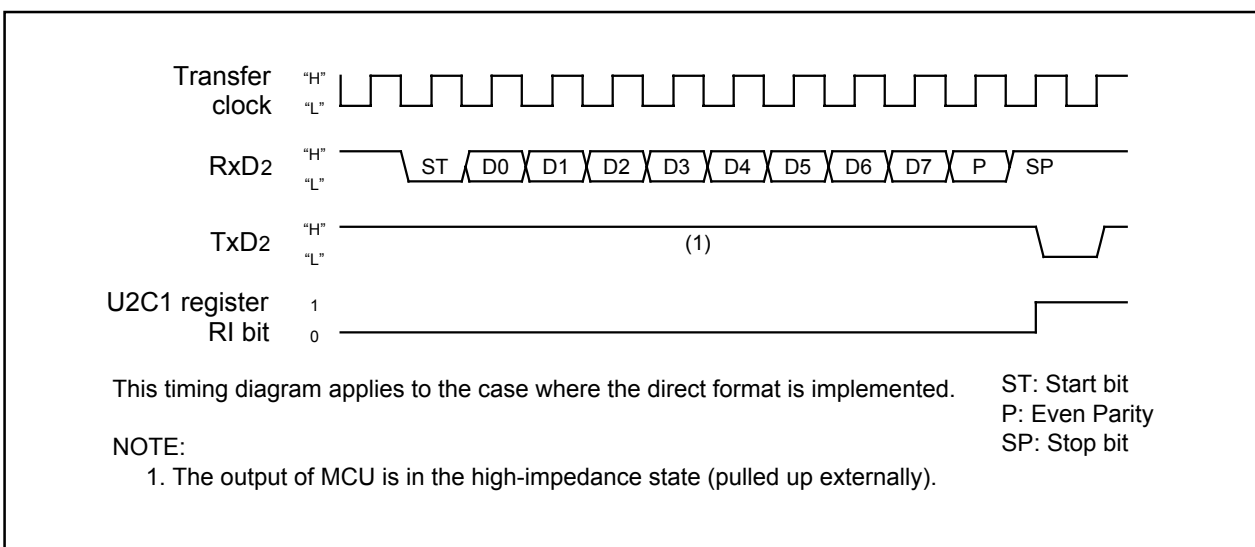 Transfer clock
“H”
“L”
RxD2
“H”
“L”
ST D0 D1 D2 D3 D4 D5 D6 D7 P SP
TxD2
“H”
“L”
(1)
U2C1 register
RI bit
1
0
This timing diagram applies to the case where the direct format is implemented.
ST: Start bit
P: Even Parity
SP: Stop bit
NOTE:
1. The output of MCU is in the high-impedance state (pulled up externally).